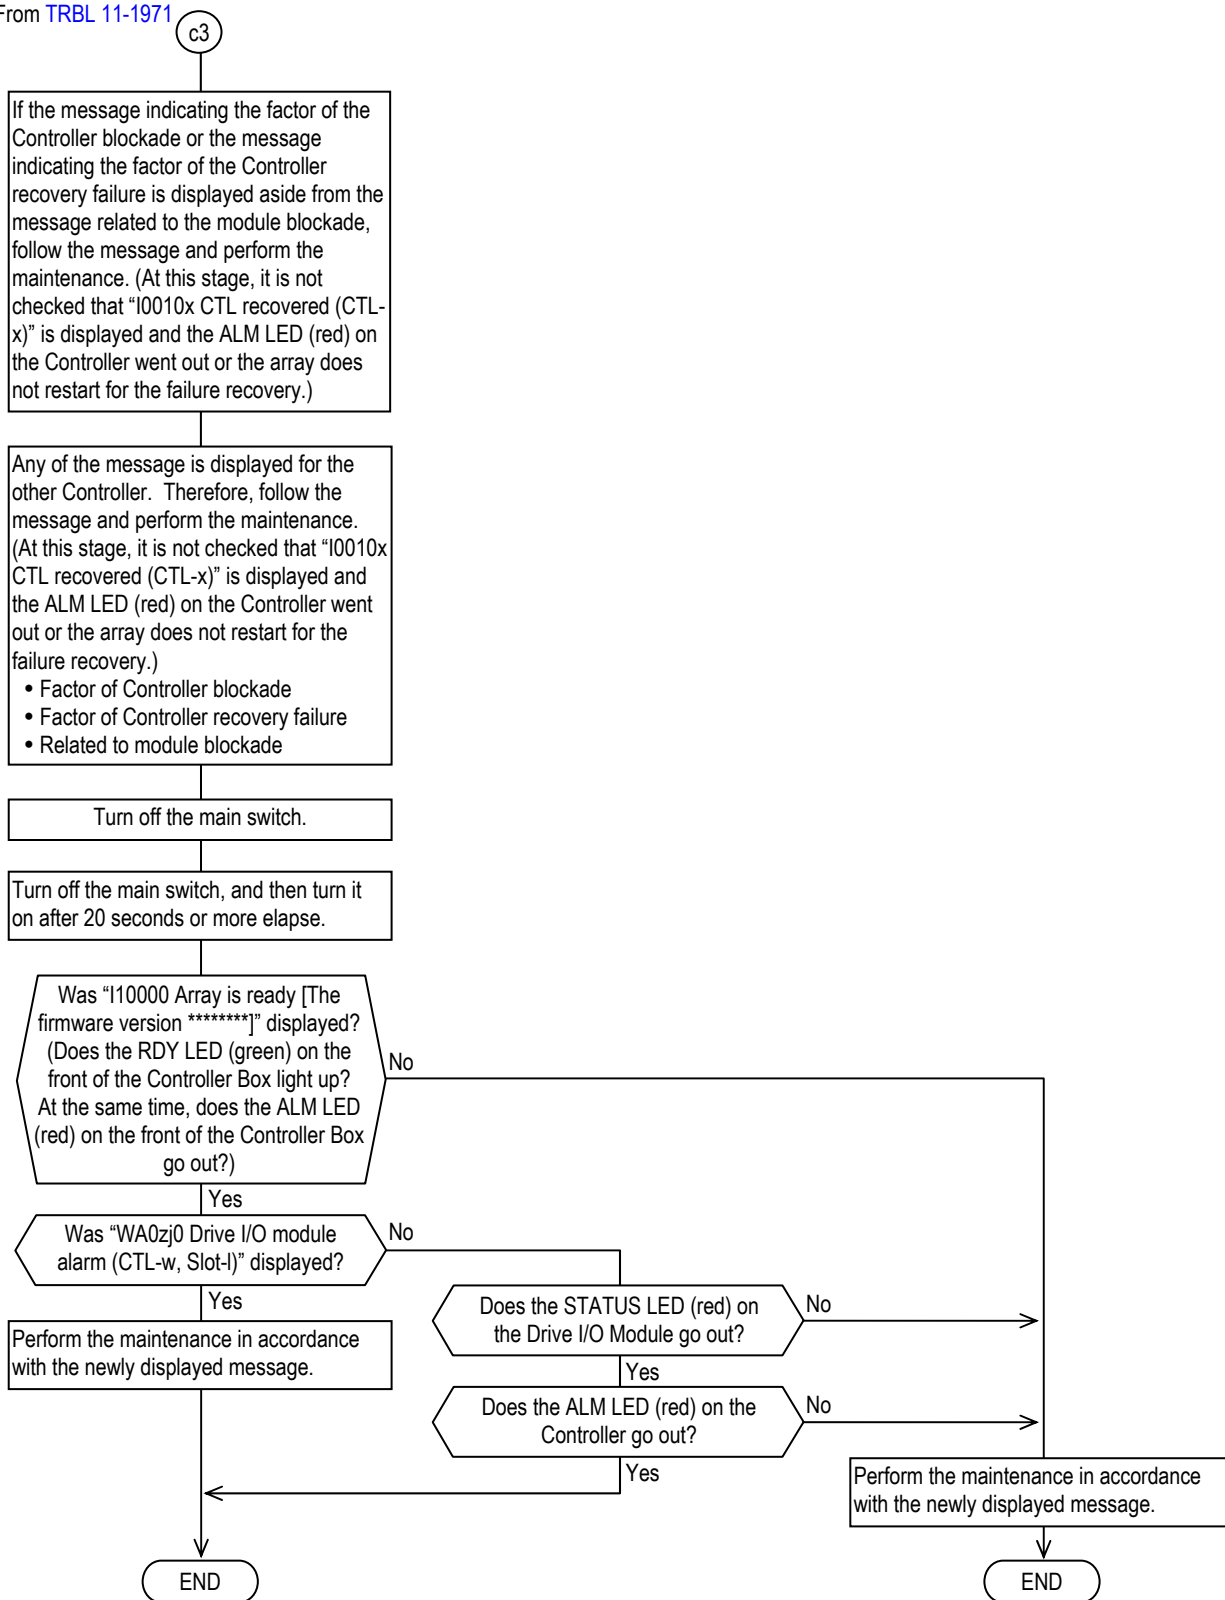 From TRBL 11-1971
c3
If the message indicating the factor of the
Controller blockade or the message
indicating the factor of the Controller
recovery failure is displayed aside from the
message related to the module blockade,
follow the message and perform the
maintenance. (At this stage, it is not
checked that “I0010x CTL recovered (CTL-
x)” is displayed and the ALM LED (red) on
the Controller went out or the array does
not restart for the failure recovery.)
Any of the message is displayed for the
other Controller.  Therefore, follow the
message and perform the maintenance.
(At this stage, it is not checked that “I0010x
CTL recovered (CTL-x)” is displayed and
the ALM LED (red) on the Controller went
out or the array does not restart for the
failure recovery.)
• Factor of Controller blockade
• Factor of Controller recovery failure
• Related to module blockade
Turn off the main switch.
Turn off the main switch, and then turn it
on after 20 seconds or more elapse.
Was “I10000 Array is ready [The
firmware version ********]” displayed?
(Does the RDY LED (green) on the
front of the Controller Box light up?
At the same time, does the ALM LED
(red) on the front of the Controller Box
go out?)
No
Yes
Was “WA0zj0 Drive I/O module
alarm (CTL-w, Slot-l)” displayed?
No
Yes
Perform the maintenance in accordance
with the newly displayed message.
Does the STATUS LED (red) on
the Drive I/O Module go out?
No
Yes
Does the ALM LED (red) on the
Controller go out?
No
Yes
Perform the maintenance in accordance
with the newly displayed message.
END
END